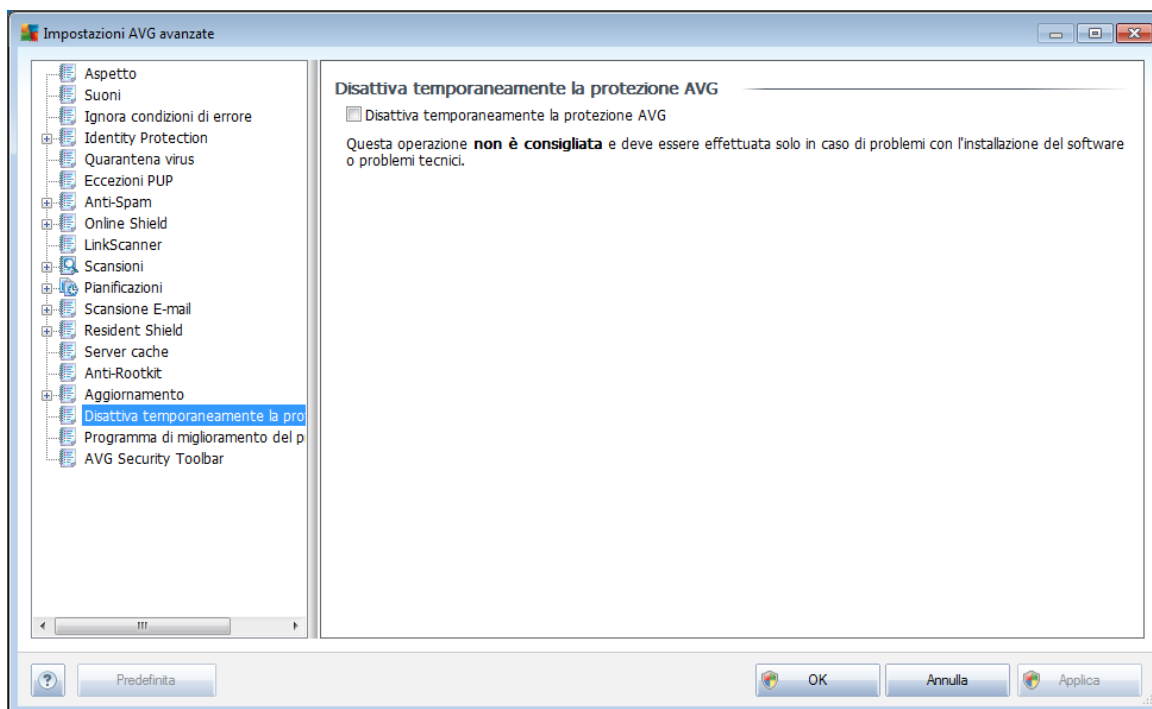 Impostazioni AVG avanzate
Aspetto
Suoni
Ignora condizioni di errore
Identity Protection
Quarantena virus
Eccezioni PUP
Anti-Spam
Online Shield
LinkScanner
Scansioni
Pianificazioni
Scansione E-mail
Resident Shield
Server cache
Anti-Rootkit
Aggiornamento
Disattiva temporaneamente la pro
Programma di miglioramento del p
AVG Security Toolbar
Disattiva temporaneamente la protezione AVG
Disattiva temporaneamente la protezione AVG
Questa operazione non è consigliata e deve essere effettuata solo in caso di problemi con l'installazione del software
o problemi tecnici.
?
Predefinita
OK
Annulla
Applica